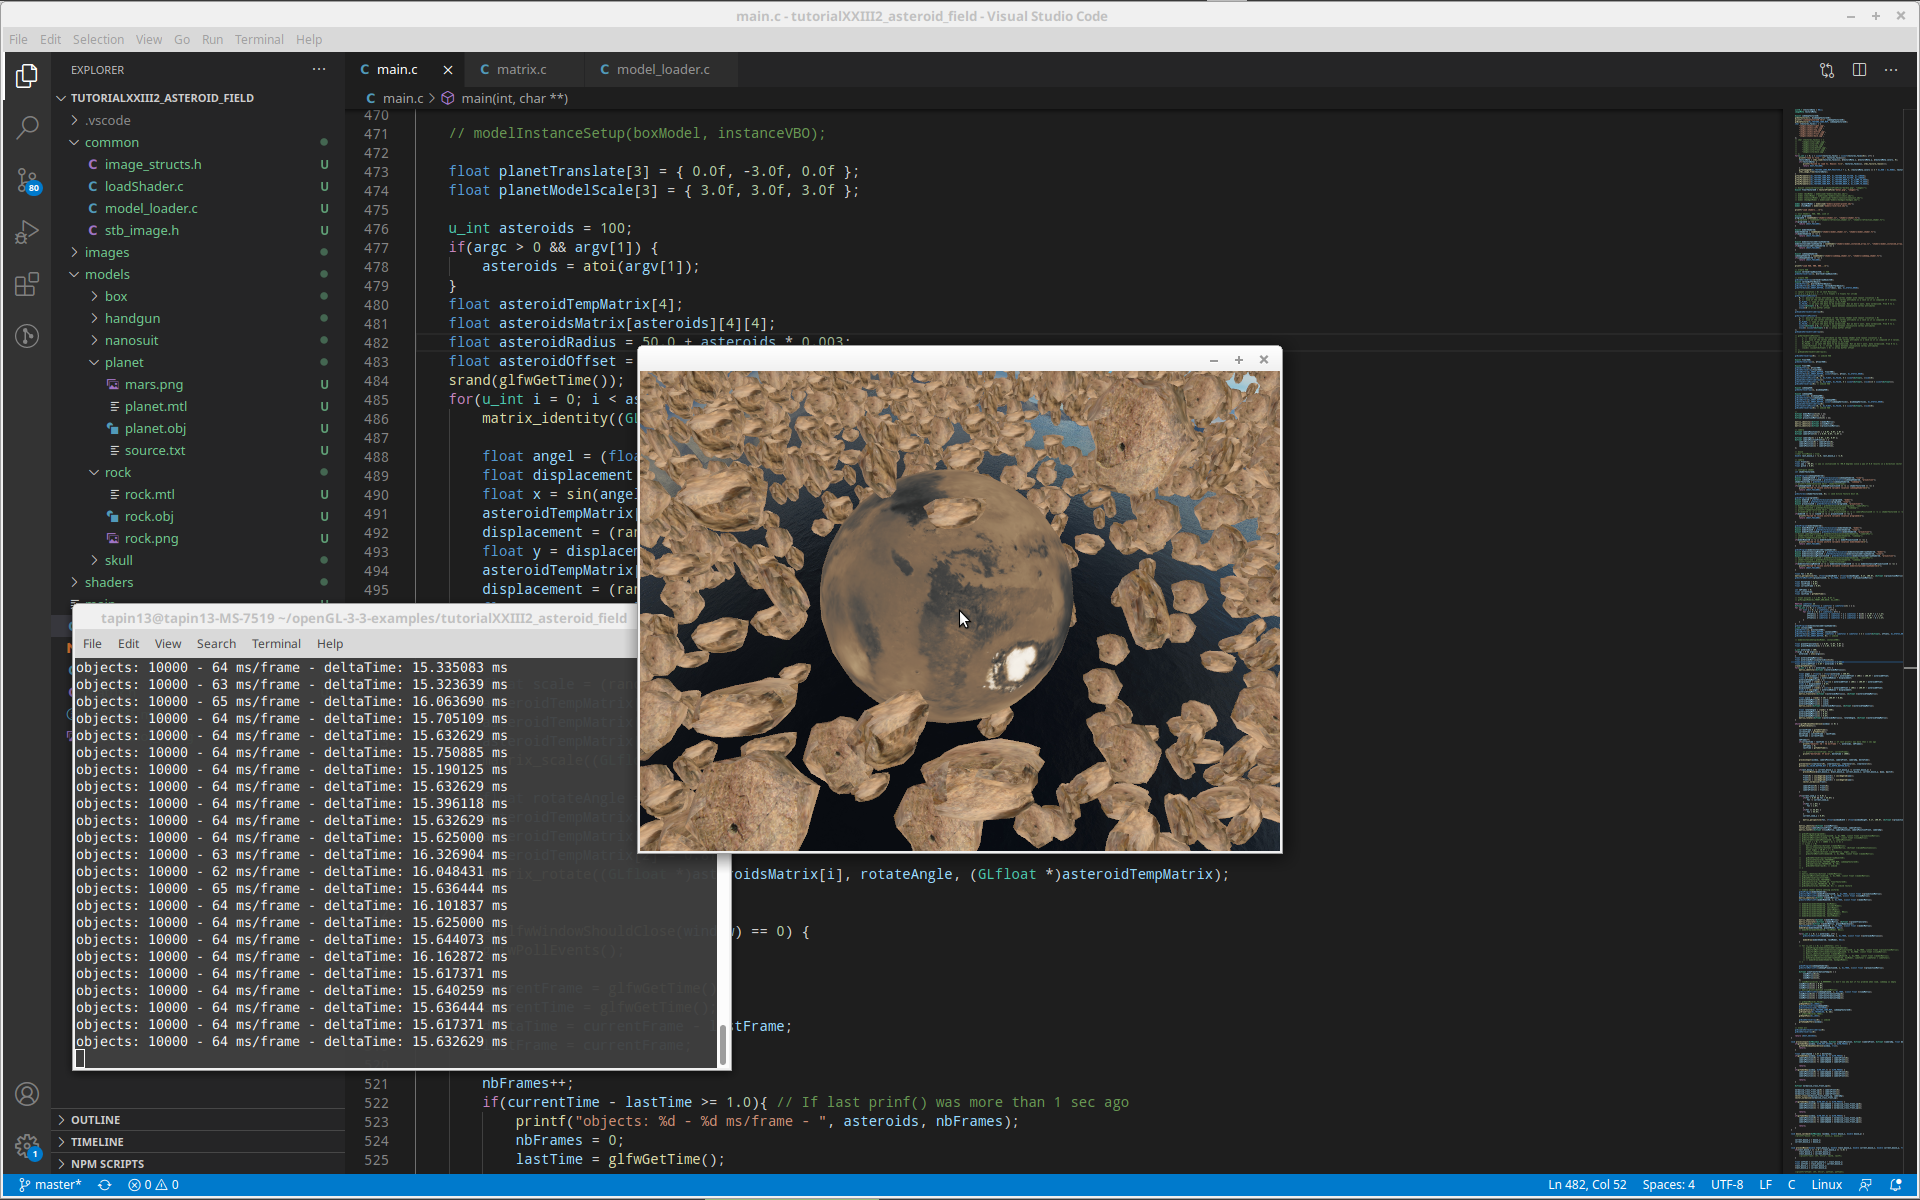 main.c - tutorialXXIII2_asteroid_field - Visual Studio Code
File Edit Selection View Go Run Terminal Help
EXPLORER
main.c
matrix.c
model_loader.c
main.c > main(int, char **)
TUTORIALXXIII2_ASTEROID_FIELD
.vscode
common
image_structs.h U
loadShader.c U
model_loader.c U
stb_image.h U
images
models
box
handgun
nanosuit
planet
mars.png U
planet.mtl U
planet.obj U
source.txt U
rock
rock.mtl U
rock.obj U
rock.png U
skull
shaders
80
1
OUTLINE
TIMELINE
NPM SCRIPTS
470
471 // modelInstanceSetup(boxModel, instanceVBO);
472
473 float planetTranslate[3] = { 0.0f, -3.0f, 0.0f };
474 float planetModelScale[3] = { 3.0f, 3.0f, 3.0f };
475
476 u_int asteroids = 100;
477 if(argc > 0 && argv[1]) {
478 asteroids = atoi(argv[1]);
479 }
480 float asteroidTempMatrix[4];
481 float asteroidsMatrix[asteroids][4][4];
482 float asteroidRadius = 50.0 + asteroids * 0.003;
483 float asteroidOffset =
484 srand(glfwGetTime());
485 for(u_int i = 0; i < as
486 matrix_identity((GL
487
488 float angel = (floa
489 float displacement
490 float x = sin(ange
491 asteroidTempMatrix[
492 displacement = (ran
493 float y = displacem
494 asteroidTempMatrix[
495 displacement = (ran
tapin13@tapin13-MS-7519 ~/openGL-3-3-examples/tutorialXXIII2_asteroid_field
File Edit View Search Terminal Help
objects: 10000 - 64 ms/frame - deltaTime: 15.335083 ms
objects: 10000 - 63 ms/frame - deltaTime: 15.323639 ms
objects: 10000 - 65 ms/frame - deltaTime: 16.063690 ms
objects: 10000 - 64 ms/frame - deltaTime: 15.705109 ms
objects: 10000 - 64 ms/frame - deltaTime: 15.632629 ms
objects: 10000 - 64 ms/frame - deltaTime: 15.750885 ms
objects: 10000 - 64 ms/frame - deltaTime: 15.190125 ms
objects: 10000 - 64 ms/frame - deltaTime: 15.632629 ms
objects: 10000 - 64 ms/frame - deltaTime: 15.396118 ms
objects: 10000 - 64 ms/frame - deltaTime: 15.632629 ms
objects: 10000 - 64 ms/frame - deltaTime: 15.625000 ms
objects: 10000 - 63 ms/frame - deltaTime: 16.326904 ms
objects: 10000 - 62 ms/frame - deltaTime: 16.048431 ms
objects: 10000 - 65 ms/frame - deltaTime: 15.636444 ms
objects: 10000 - 64 ms/frame - deltaTime: 16.101837 ms
objects: 10000 - 64 ms/frame - deltaTime: 15.625000 ms
objects: 10000 - 64 ms/frame - deltaTime: 15.644073 ms
objects: 10000 - 64 ms/frame - deltaTime: 16.162872 ms
objects: 10000 - 64 ms/frame - deltaTime: 15.617371 ms
objects: 10000 - 64 ms/frame - deltaTime: 15.640259 ms
objects: 10000 - 64 ms/frame - deltaTime: 15.636444 ms
objects: 10000 - 64 ms/frame - deltaTime: 15.617371 ms
objects: 10000 - 64 ms/frame - deltaTime: 15.632629 ms
oidsMatrix[i], rotateAngle, (GLfloat *)asteroidTempMatrix);
) == 0) {
stFrame;
521 nbFrames++;
522 if(currentTime - lastTime >= 1.0){ // If last prinf() was more than 1 sec ago
523 printf("objects: %d - %d ms/frame - ", asteroids, nbFrames);
524 nbFrames = 0;
525 lastTime = glfwGetTime();
master* 0 0 Ln 482, Col 52 Spaces: 4 UTF-8 LF C Linux